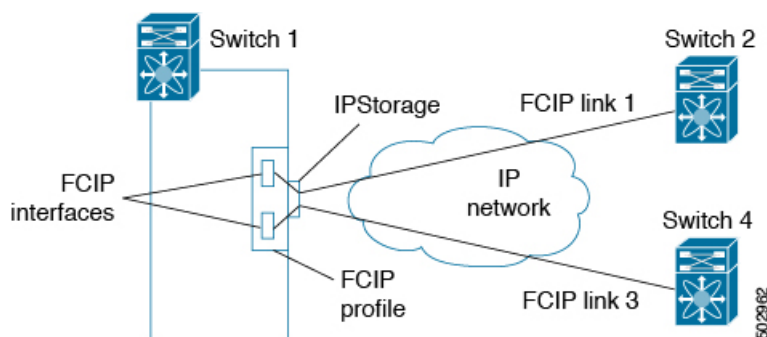 Switch 1
Switch 2
IPStorage
FCIP link 1
FCIP
interfaces
IP
network
Switch 4
FCIP
profile
FCIP link 3
502962